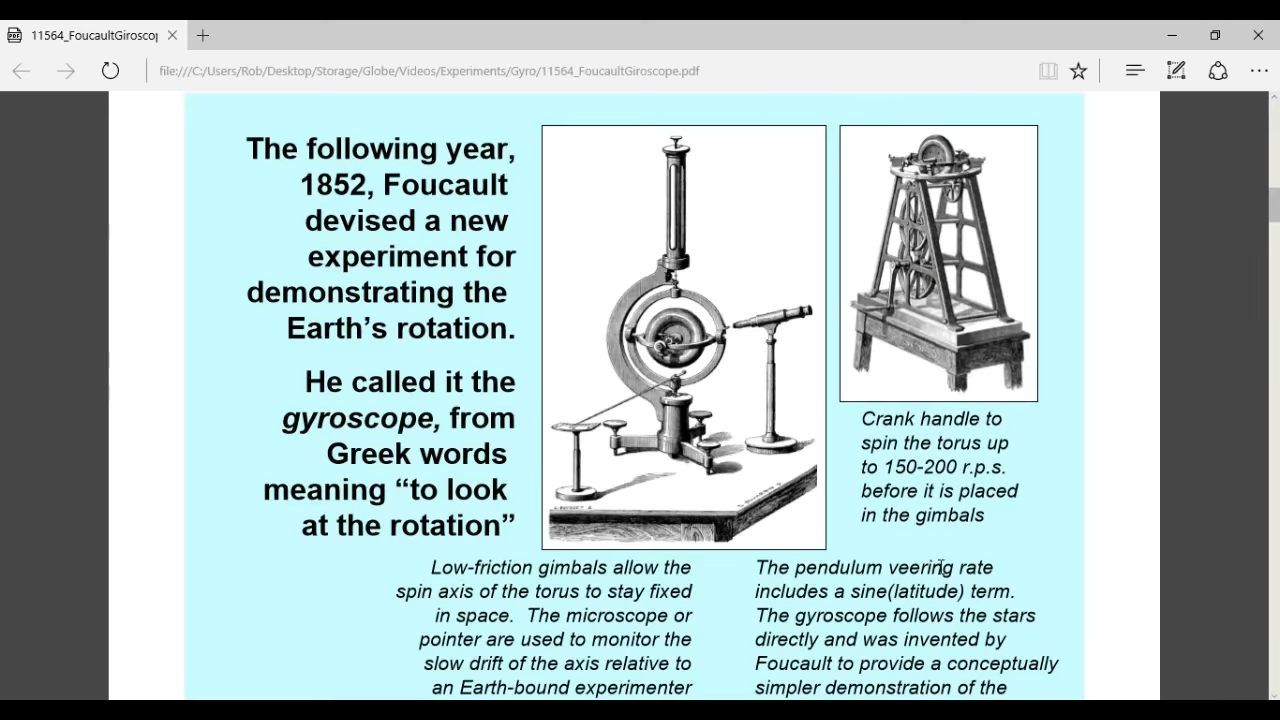 11564_FoucaultGirosco
file:///C:/Users/Rob/Desktop/Storage/Globe/Videos/Experiments/Gyro/11564_FoucaultGiroscope.pdf
The following year,
1852, Foucault
devised a new
experiment for
demonstrating the
Earth’s rotation.
He called it the
gyroscope, from
Greek words
meaning “to look
at the rotation”
Crank handle to
spin the torus up
to 150-200 r.p.s.
before it is placed
in the gimbals
Low-friction gimbals allow the
spin axis of the torus to stay fixed
in space. The microscope or
pointer are used to monitor the
slow drift of the axis relative to
an Earth-bound experimenter
The pendulum veering rate
includes a sine(latitude) term.
The gyroscope follows the stars
directly and was invented by
Foucault to provide a conceptually
simpler demonstration of the